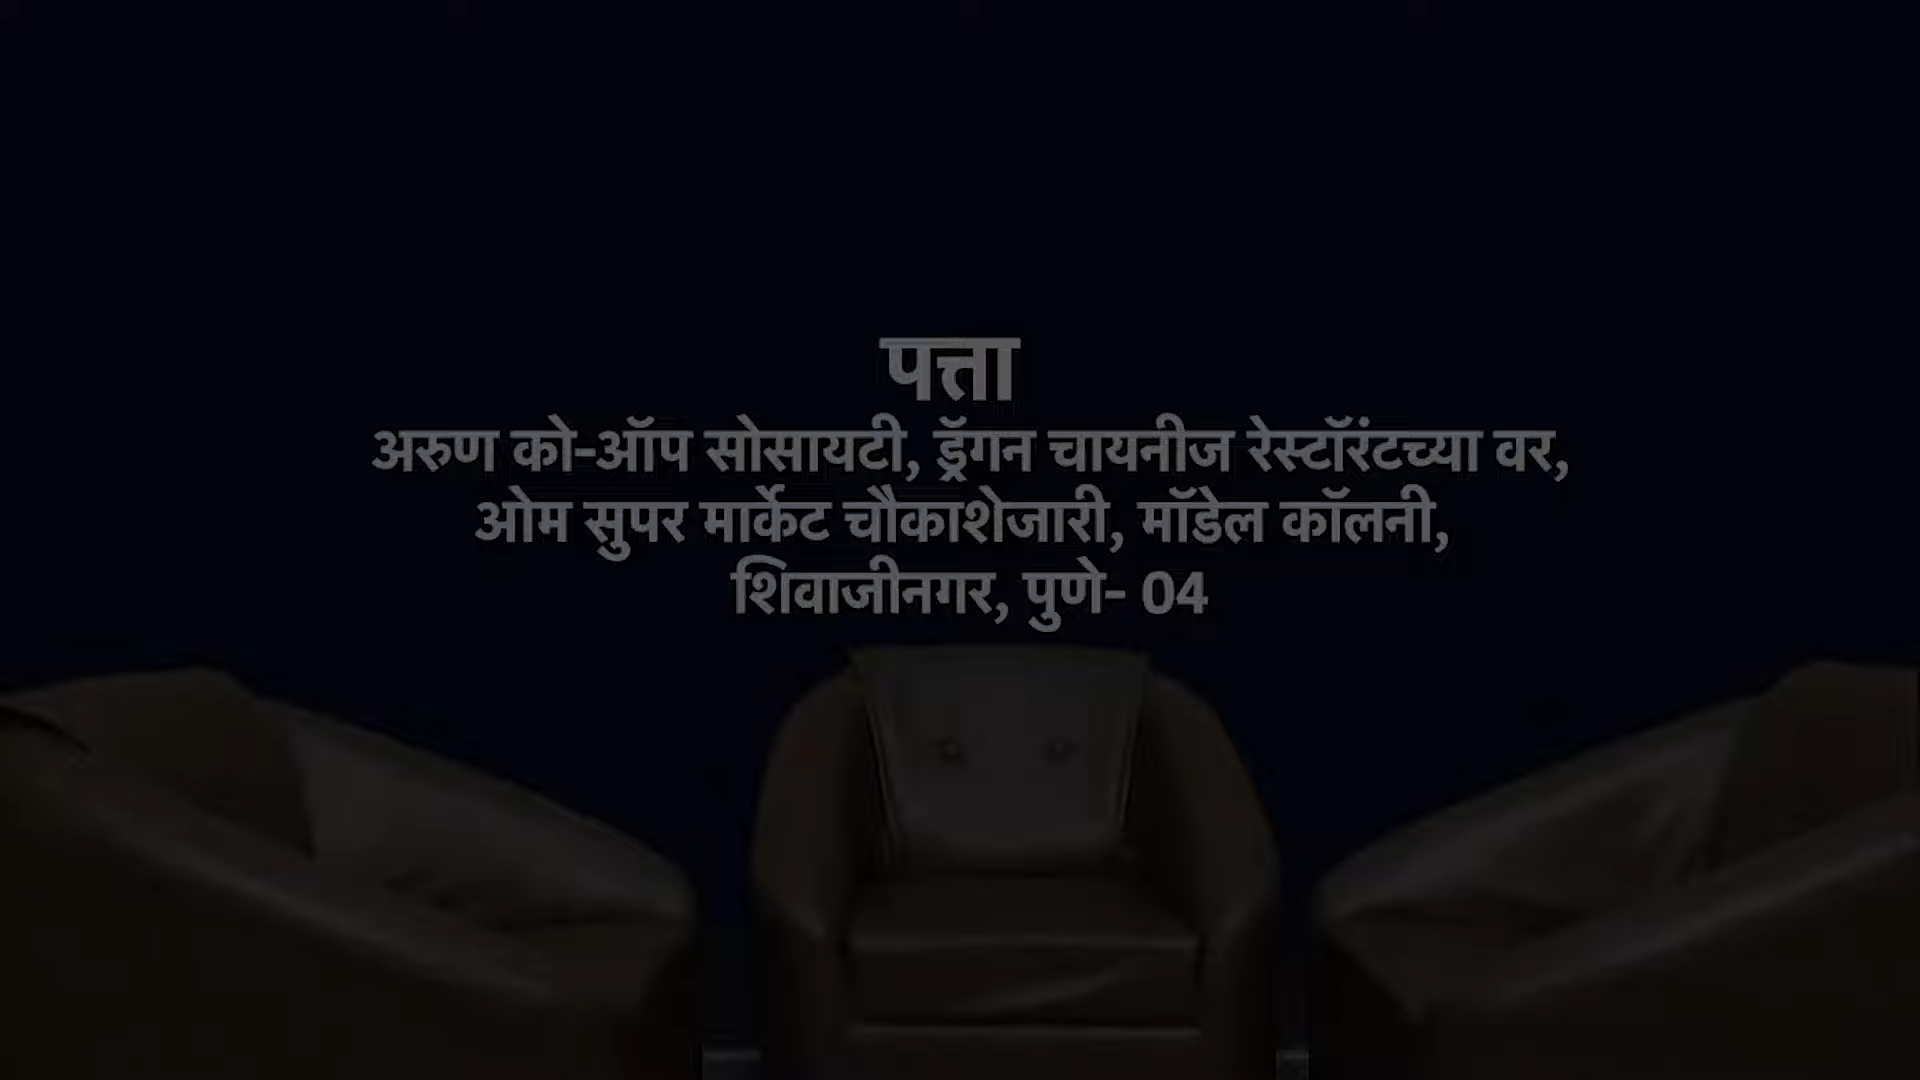 पत्ता
अरुण को-ऑप सोसायटी, ड्रॅगन चायनीज रेस्टॉरंटच्या वर,
ओम सुपर मार्केट चौकाशेजारी, मॉडेल कॉलनी,
शिवाजीनगर, पुणे- 04